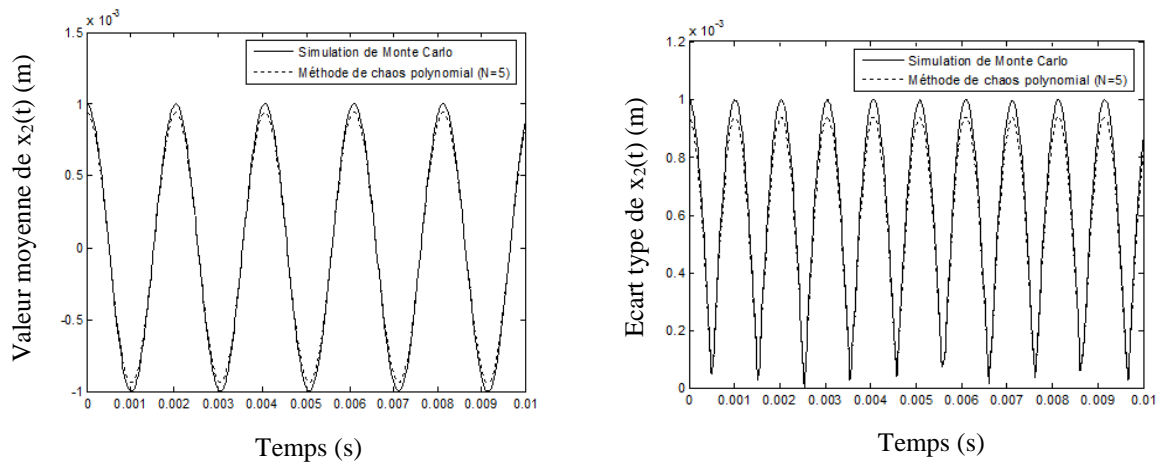 x 10⁻³
1.5
1
0.5
0
-0.5
-1
Simulation de Monte Carlo
Méthode de chaos polynomial (N=5)
Valeur moyenne de x₂(t) (m)
0 0.001 0.002 0.003 0.004 0.005 0.006 0.007 0.008 0.009 0.01
Temps (s)
x 10⁻³
1.2
1
0.8
0.6
0.4
0.2
0
Simulation de Monte Carlo
Méthode de chaos polynomial (N=5)
Ecart type de x₂(t) (m)
0 0.001 0.002 0.003 0.004 0.005 0.006 0.007 0.008 0.009 0.01
Temps (s)